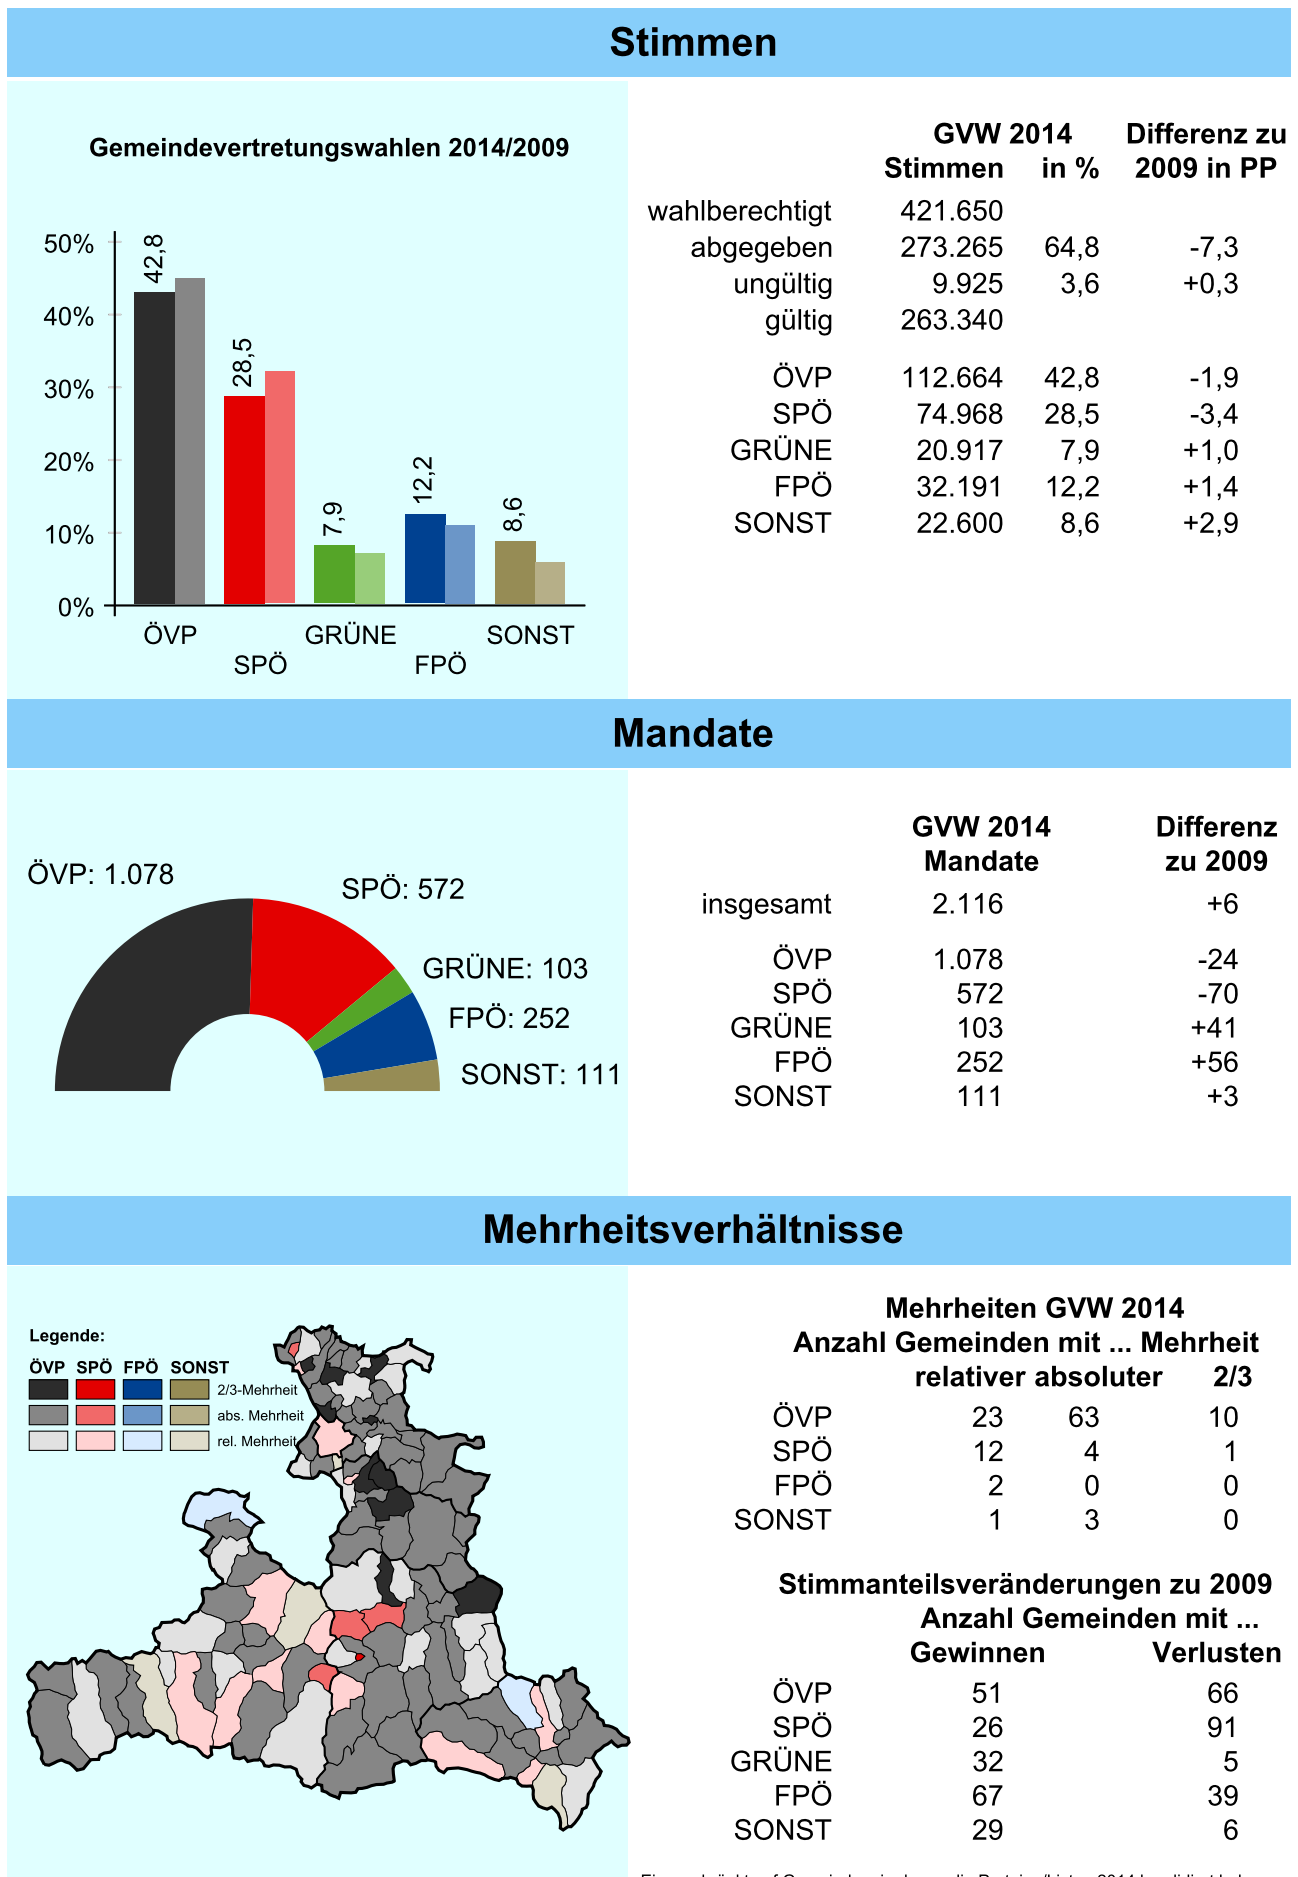 Stimmen
Gemeindevertretungswahlen 2014/2009
50%
40%
30%
20%
10%
0%
42,8
28,5
7,9
12,2
8,6
ÖVP
SPÖ
GRÜNE
FPÖ
SONST
GVW 2014 Differenz zu
Stimmen in % 2009 in PP
wahlberechtigt 421.650
abgegeben 273.265 64,8 -7,3
ungültig 9.925 3,6 +0,3
gültig 263.340
ÖVP 112.664 42,8 -1,9
SPÖ 74.968 28,5 -3,4
GRÜNE 20.917 7,9 +1,0
FPÖ 32.191 12,2 +1,4
SONST 22.600 8,6 +2,9
Mandate
ÖVP: 1.078
SPÖ: 572
GRÜNE: 103
FPÖ: 252
SONST: 111
GVW 2014 Differenz
Mandate zu 2009
insgesamt 2.116 +6
ÖVP 1.078 -24
SPÖ 572 -70
GRÜNE 103 +41
FPÖ 252 +56
SONST 111 +3
Mehrheitsverhältnisse
Legende:
ÖVP SPÖ FPÖ SONST
2/3-Mehrheit
abs. Mehrheit
rel. Mehrheit
Mehrheiten GVW 2014
Anzahl Gemeinden mit ... Mehrheit
relativer absoluter 2/3
ÖVP 23 63 10
SPÖ 12 4 1
FPÖ 2 0 0
SONST 1 3 0
Stimmanteilsveränderungen zu 2009
Anzahl Gemeinden mit ...
Gewinnen Verlusten
ÖVP 51 66
SPÖ 26 91
GRÜNE 32 5
FPÖ 67 39
SONST 29 6